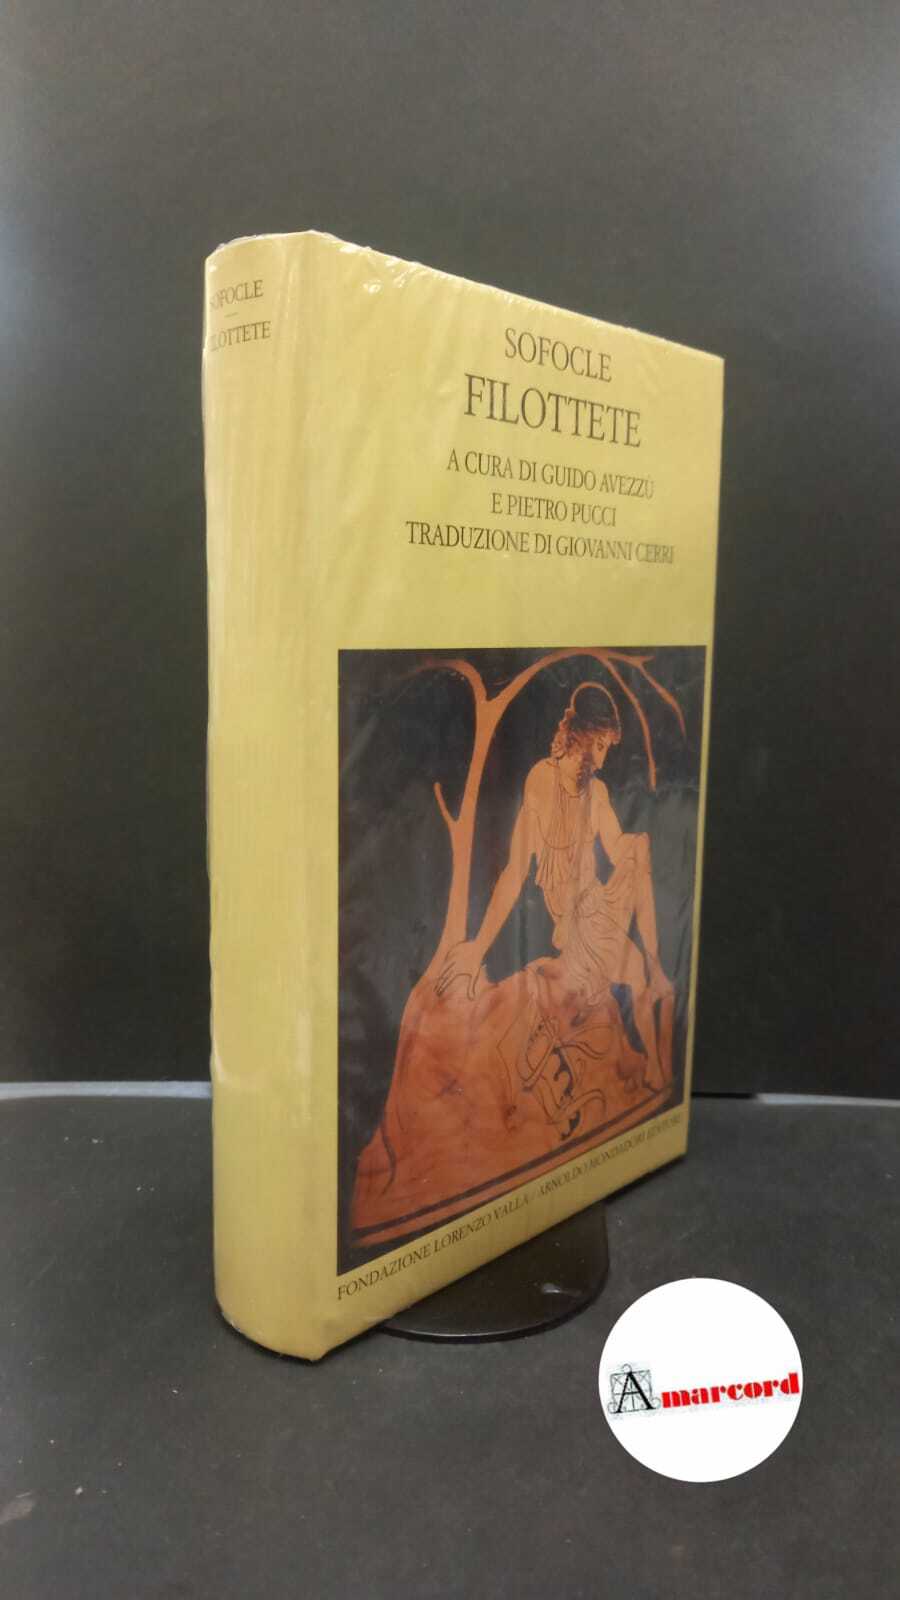 SOFOCLE
FILOTTETE
SOFOCLE
FILOTTETE
A CURA DI GUIDO AVEZZÙ
E PIETRO PUCCI
TRADUZIONE DI GIOVANNI CERRI
FONDAZIONE LORENZO VALLA / ARNOLDO MONDADORI EDITORE
Amarcord